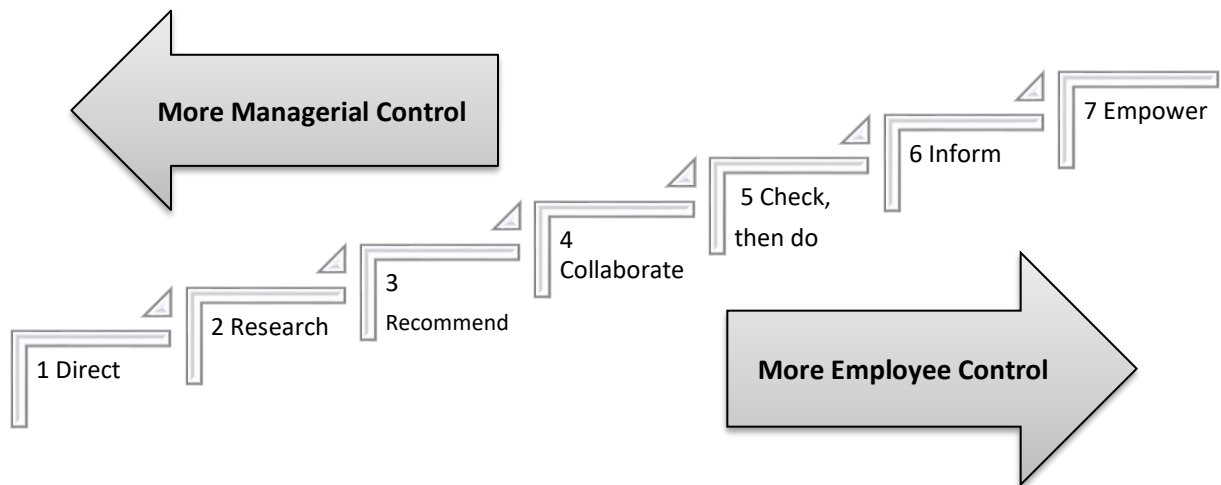 More Managerial Control
7 Empower
6 Inform
5 Check,
then do
4
Collaborate
3
Recommend
2 Research
1 Direct
More Employee Control